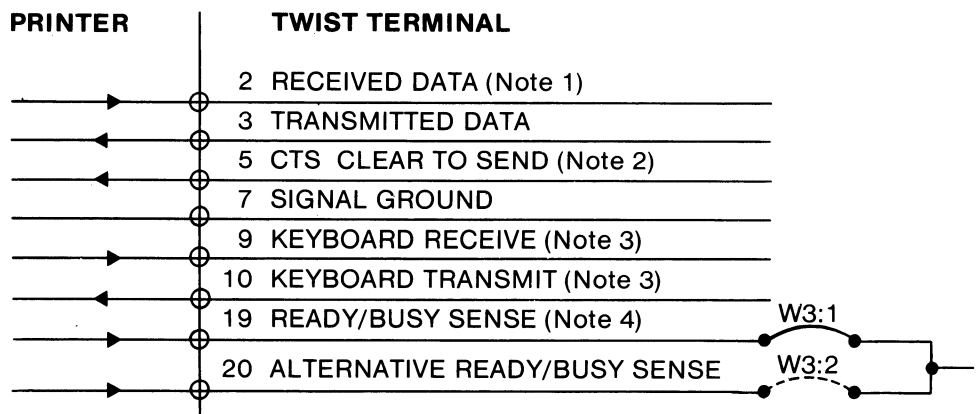 PRINTER TWIST TERMINAL
2 RECEIVED DATA (Note 1)
3 TRANSMITTED DATA
5 CTS CLEAR TO SEND (Note 2)
7 SIGNAL GROUND
9 KEYBOARD RECEIVE (Note 3)
10 KEYBOARD TRANSMIT (Note 3)
19 READY/BUSY SENSE (Note 4) W3:1
20 ALTERNATIVE READY/BUSY SENSE W3:2